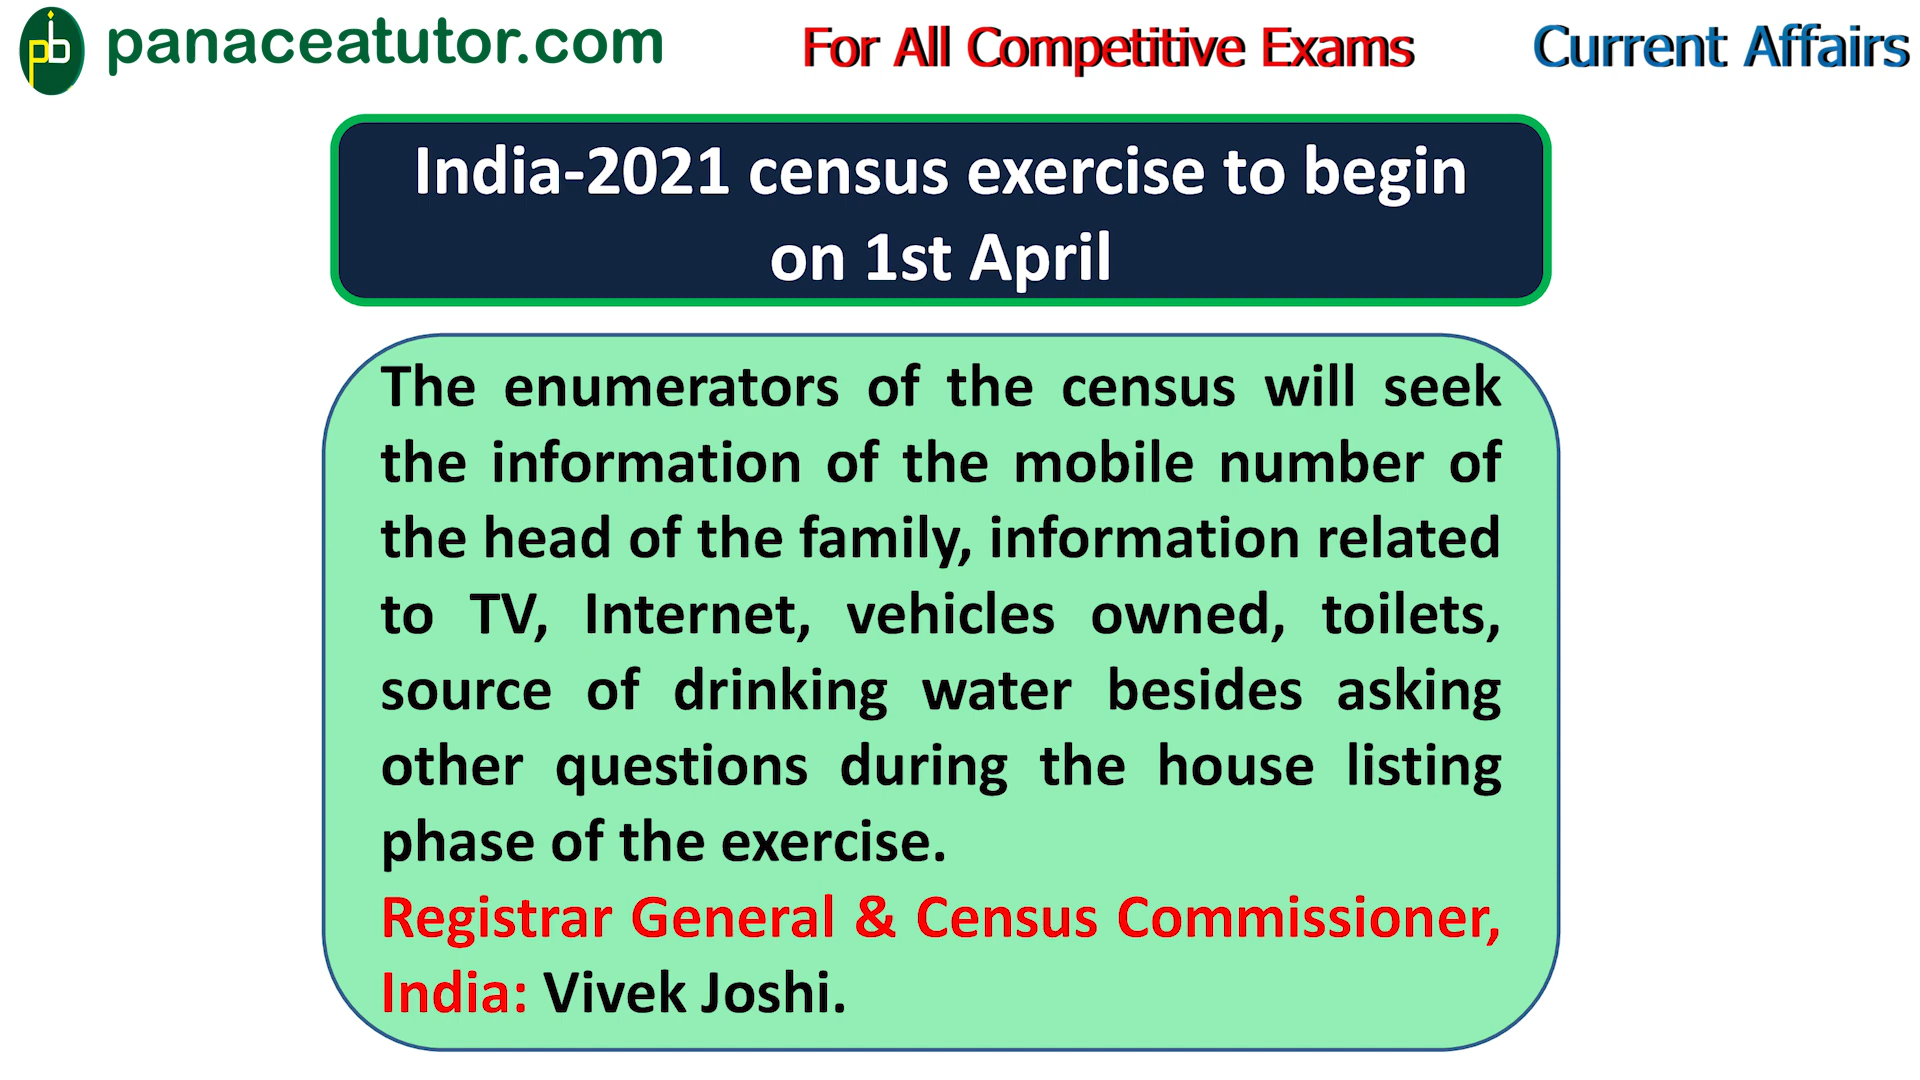 pb panaceatutor.com
For All Competitive Exams
Current Affairs
India-2021 census exercise to begin
on 1st April
The enumerators of the census will seek
the information of the mobile number of
the head of the family, information related
to TV, Internet, vehicles owned, toilets,
source of drinking water besides asking
other questions during the house listing
phase of the exercise.
Registrar General & Census Commissioner,
India: Vivek Joshi.